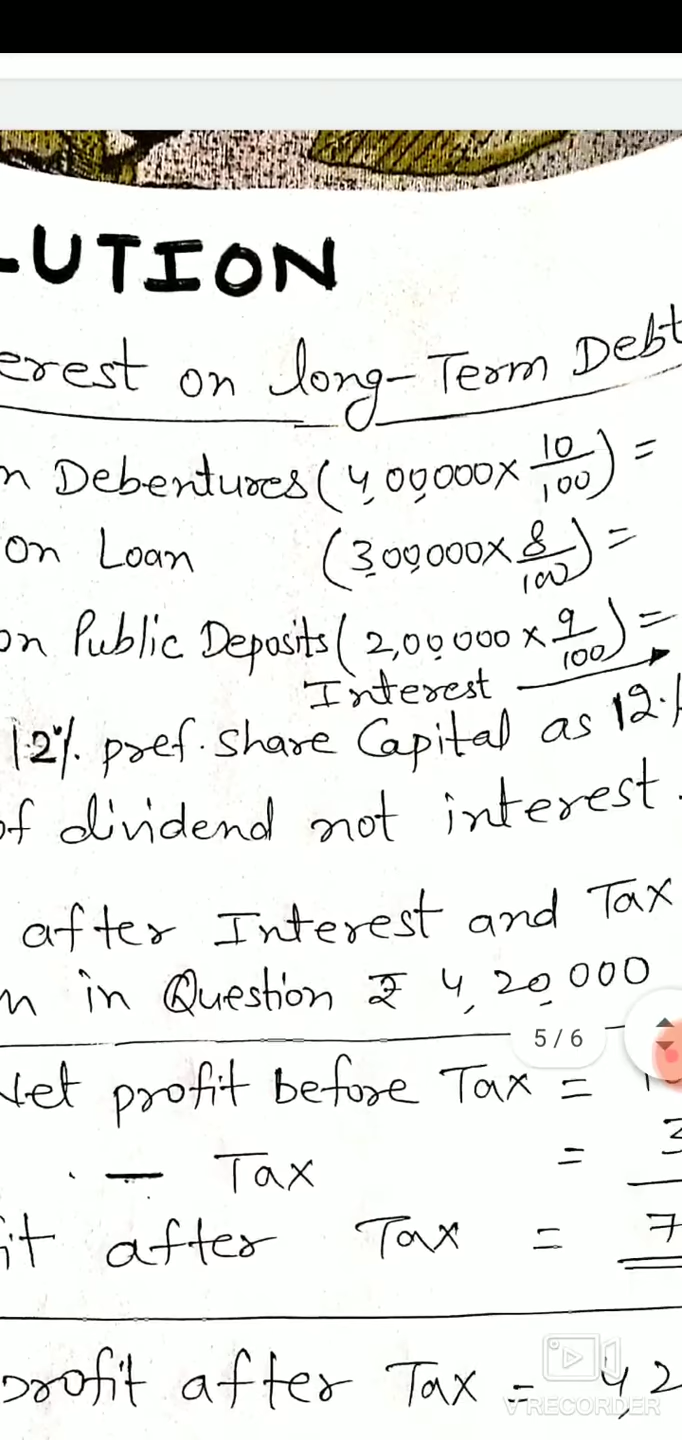 -UTION
erest on long-Term Debt
n Debentures (4,00,000 x 10/100) =
on Loan (3,00,000 x 8/100) =
on Public Deposits (2,00,000 x 9/100) =
Interest
12% pref. share Capital as 12%
of dividend not interest.
after Interest and Tax
n in Question ₹ 4,20,000
5 / 6
Net profit before Tax =
- Tax = 3
it after Tax = 7
profit after Tax = 4,2
V RECORDER